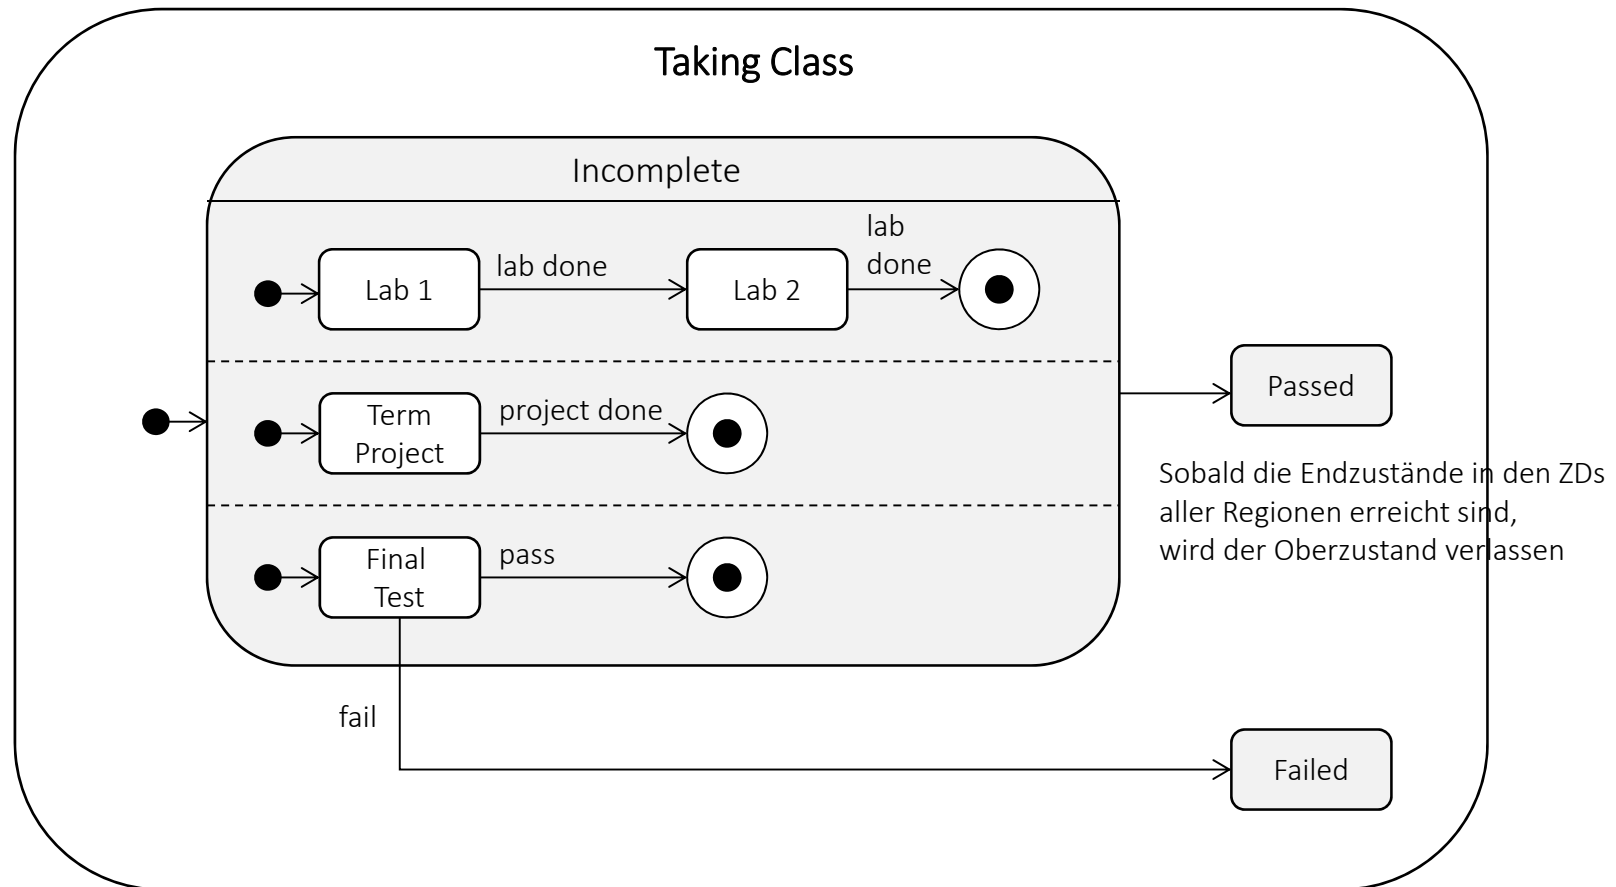 Taking Class
Incomplete
lab
done
Lab 1
lab done
Lab 2
Term
Project
project done
Passed
Sobald die Endzustände in den ZDs
aller Regionen erreicht sind,
wird der Oberzustand verlassen
Final
Test
pass
fail
Failed